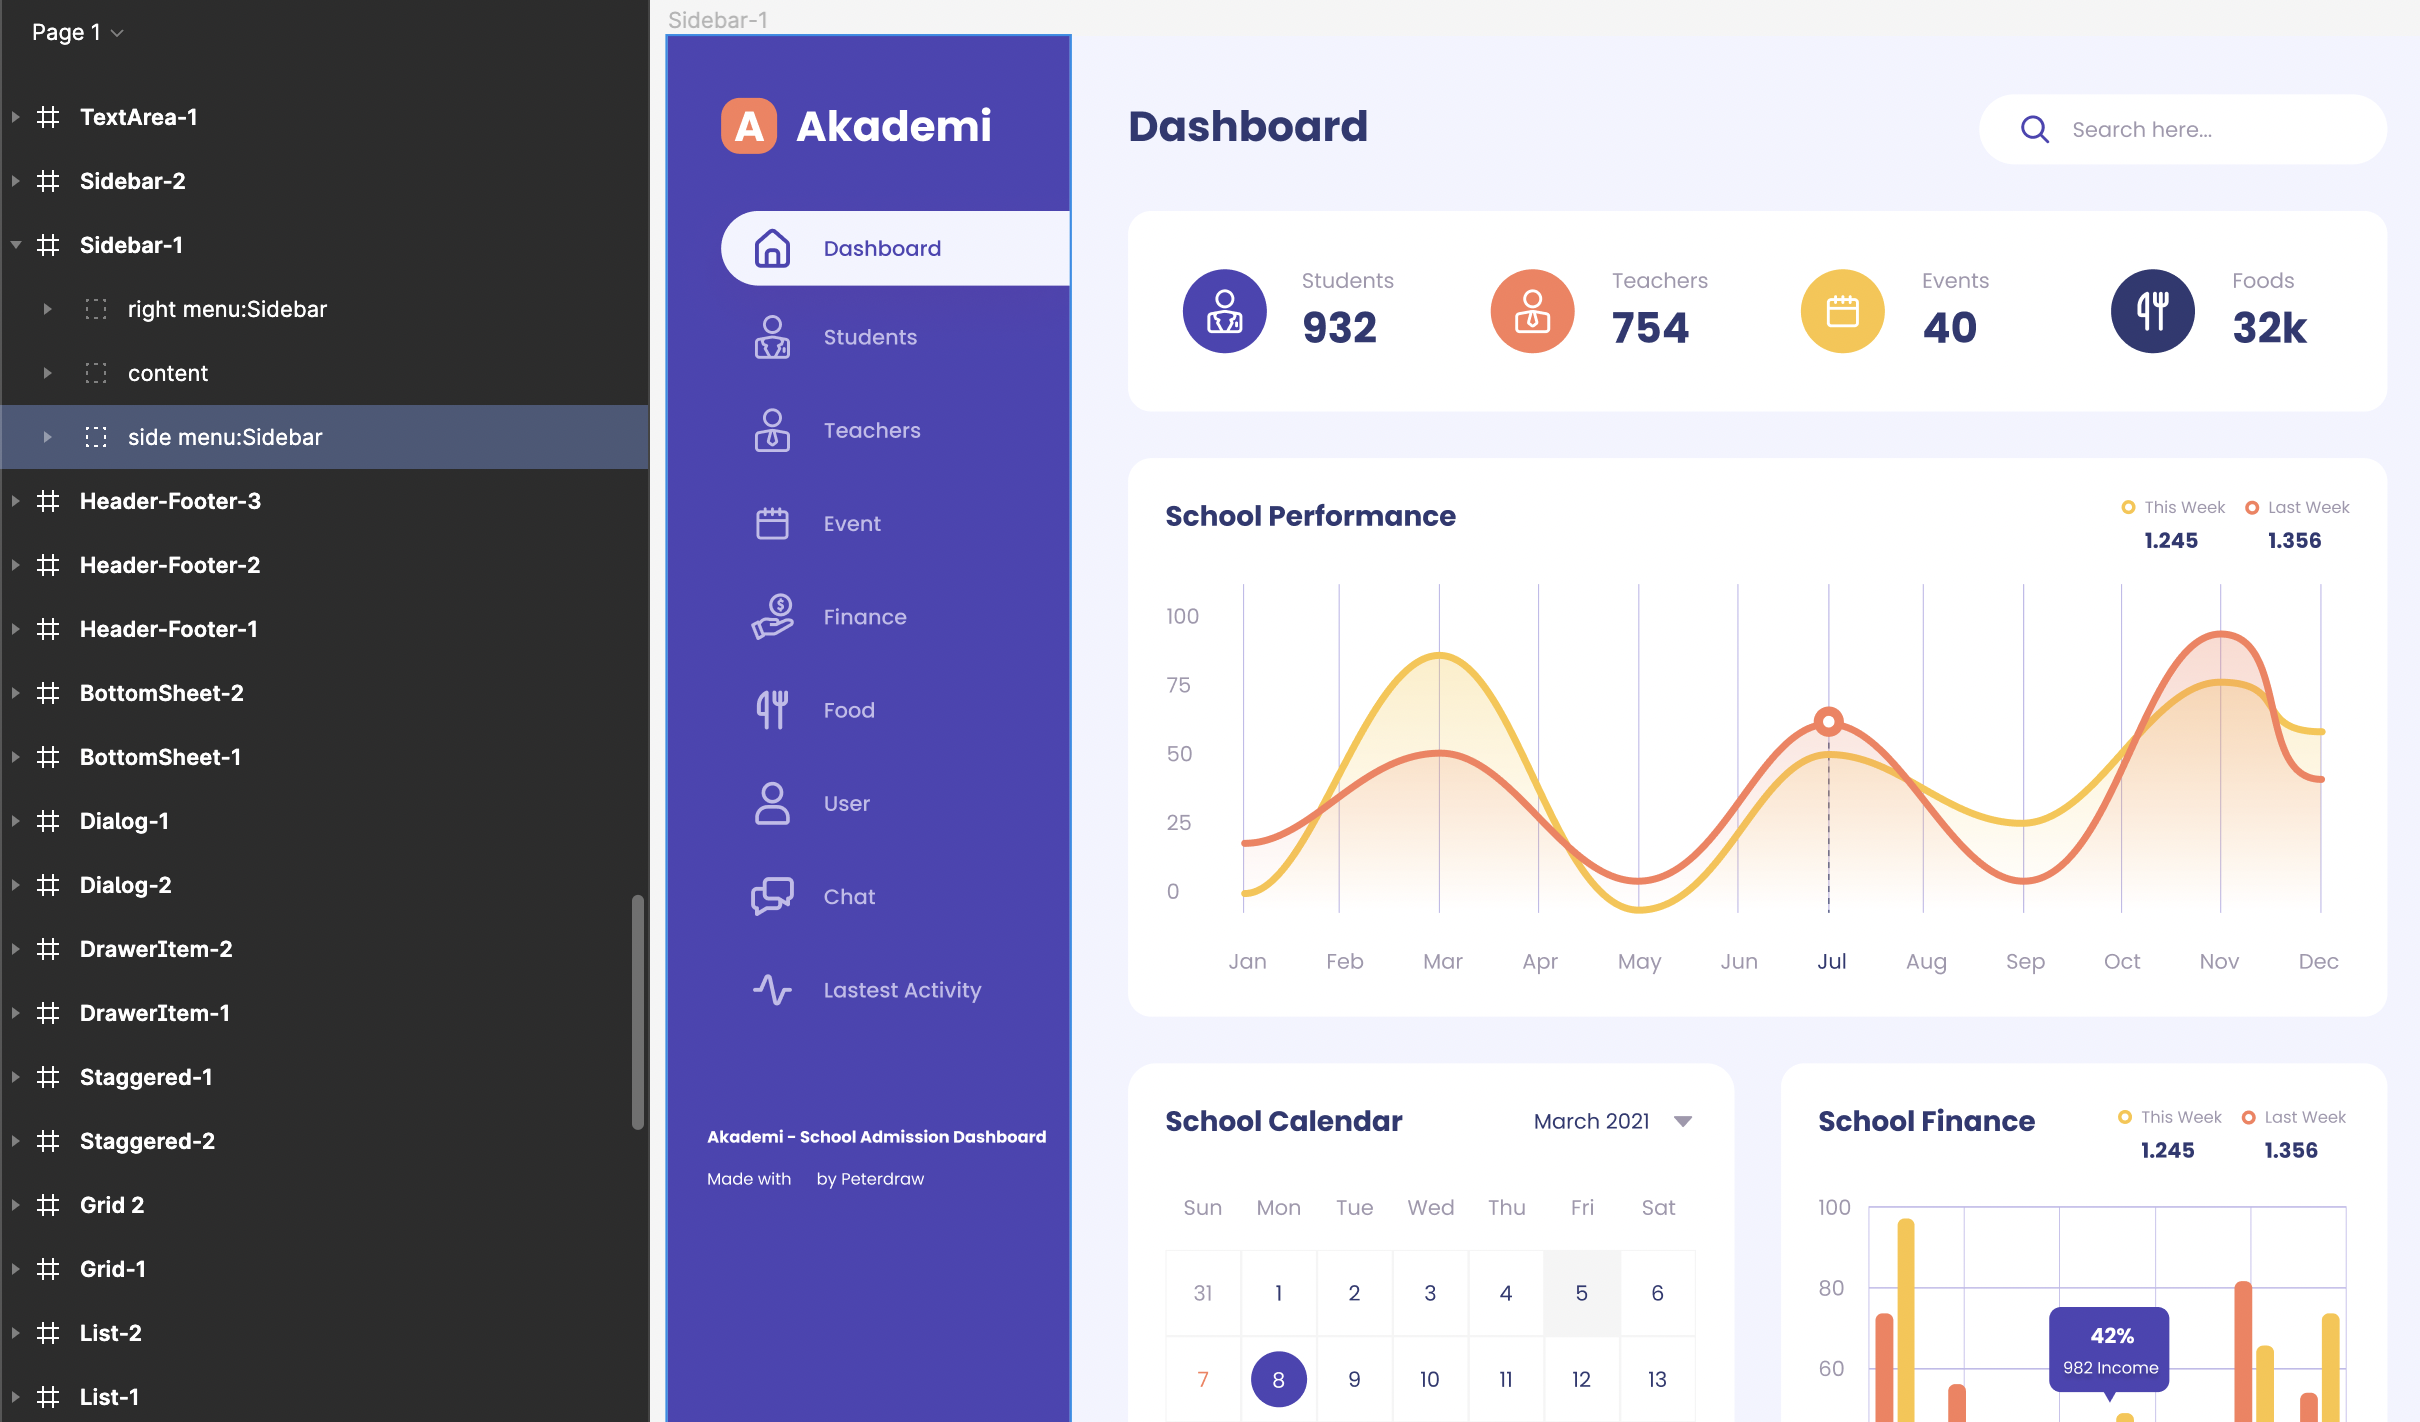 Page 1
TextArea-1
Sidebar-2
Sidebar-1
right menu:Sidebar
content
side menu:Sidebar
Header-Footer-3
Header-Footer-2
Header-Footer-1
BottomSheet-2
BottomSheet-1
Dialog-1
Dialog-2
DrawerItem-2
DrawerItem-1
Staggered-1
Staggered-2
Grid 2
Grid-1
List-2
List-1
Sidebar-1
A Akademi
Dashboard
Students
Teachers
Event
Finance
Food
User
Chat
Lastest Activity
Akademi - School Admission Dashboard
Made with by Peterdraw
Dashboard
Search here...
Students
932
Teachers
754
Events
40
Foods
32k
School Performance
This Week
1.245
Last Week
1.356
100
75
50
25
0
Jan Feb Mar Apr May Jun Jul Aug Sep Oct Nov Dec
School Calendar
March 2021
Sun Mon Tue Wed Thu Fri Sat
31 1 2 3 4 5 6
7 8 9 10 11 12 13
School Finance
This Week
1.245
Last Week
1.356
100
80
60
42%
982 Income